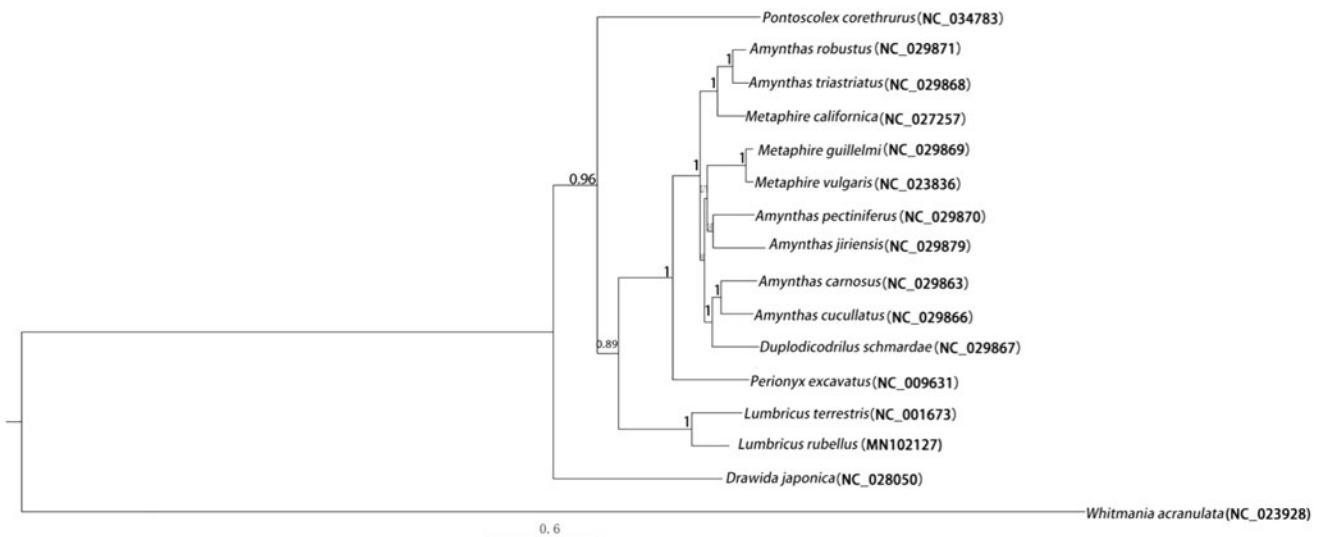 Pontoscolex corethrurus(NC_034783)
1 Amynthas robustus(NC_029871)
1 Amynthas triastriatus(NC_029868)
Metaphire californica(NC_027257)
1 Metaphire guillelmi(NC_029869)
1
0.96 Metaphire vulgaris(NC_023836)
Amynthas pectiniferus(NC_029870)
Amynthas jiriensis(NC_029879)
1 Amynthas carnosus(NC_029863)
1
1 Amynthas cucullatus(NC_029866)
0.89 Duplodicodrilus schmardae(NC_029867)
Perionyx excavatus(NC_009631)
1 Lumbricus terrestris(NC_001673)
Lumbricus rubellus (MN102127)
Drawida japonica(NC_028050)
Whitmania acranulata(NC_023928)
0.6